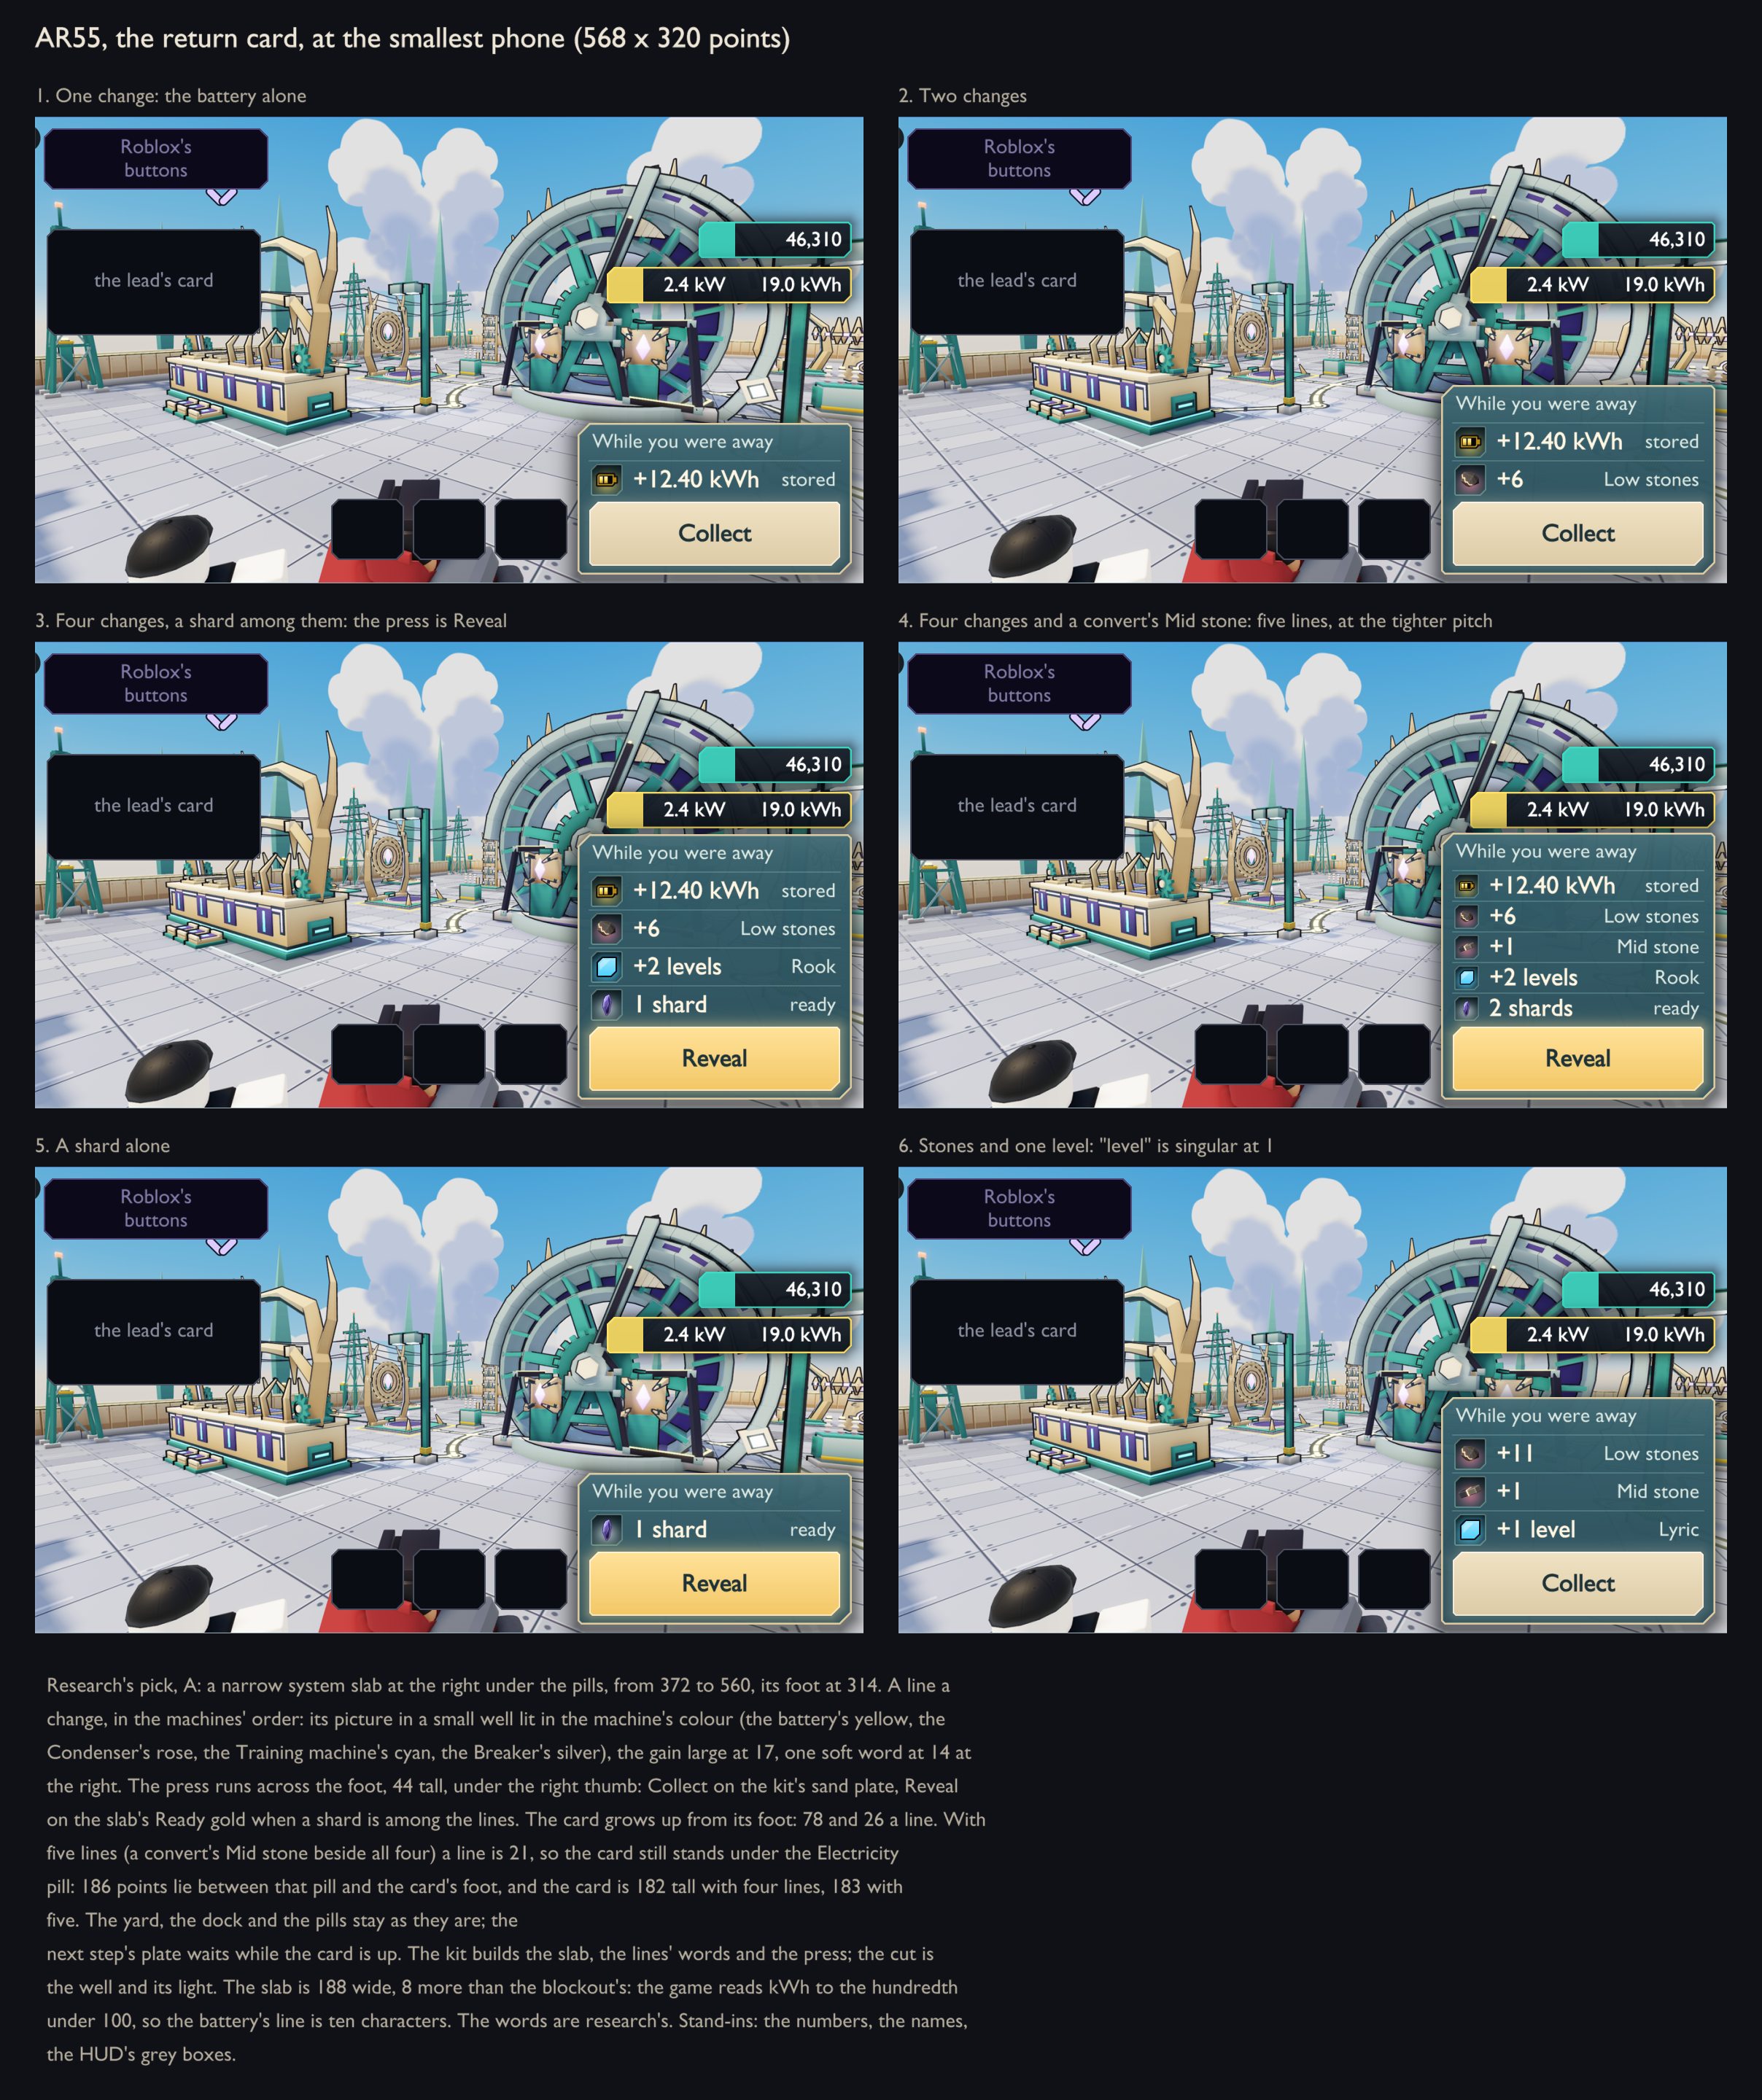 AR55, the return card, at the smallest phone (568 x 320 points)
1. One change: the battery alone
Roblox's
buttons
the lead's card
46,310
2.4 kW 19.0 kWh
While you were away
+12.40 kWh stored
Collect
2. Two changes
Roblox's
buttons
the lead's card
46,310
2.4 kW 19.0 kWh
While you were away
+12.40 kWh stored
+6 Low stones
Collect
3. Four changes, a shard among them: the press is Reveal
Roblox's
buttons
the lead's card
46,310
2.4 kW 19.0 kWh
While you were away
+12.40 kWh stored
+6 Low stones
+2 levels Rook
1 shard ready
Reveal
4. Four changes and a convert's Mid stone: five lines, at the tighter pitch
Roblox's
buttons
the lead's card
46,310
2.4 kW 19.0 kWh
While you were away
+12.40 kWh stored
+6 Low stones
+1 Mid stone
+2 levels Rook
2 shards ready
Reveal
5. A shard alone
Roblox's
buttons
the lead's card
46,310
2.4 kW 19.0 kWh
While you were away
1 shard ready
Reveal
6. Stones and one level: "level" is singular at 1
Roblox's
buttons
the lead's card
46,310
2.4 kW 19.0 kWh
While you were away
+11 Low stones
+1 Mid stone
+1 level Lyric
Collect
Research's pick, A: a narrow system slab at the right under the pills, from 372 to 560, its foot at 314. A line a
change, in the machines' order: its picture in a small well lit in the machine's colour (the battery's yellow, the
Condenser's rose, the Training machine's cyan, the Breaker's silver), the gain large at 17, one soft word at 14 at
the right. The press runs across the foot, 44 tall, under the right thumb: Collect on the kit's sand plate, Reveal
on the slab's Ready gold when a shard is among the lines. The card grows up from its foot: 78 and 26 a line. With
five lines (a convert's Mid stone beside all four) a line is 21, so the card still stands under the Electricity
pill: 186 points lie between that pill and the card's foot, and the card is 182 tall with four lines, 183 with
five. The yard, the dock and the pills stay as they are; the
next step's plate waits while the card is up. The kit builds the slab, the lines' words and the press; the cut is
the well and its light. The slab is 188 wide, 8 more than the blockout's: the game reads kWh to the hundredth
under 100, so the battery's line is ten characters. The words are research's. Stand-ins: the numbers, the names,
the HUD's grey boxes.